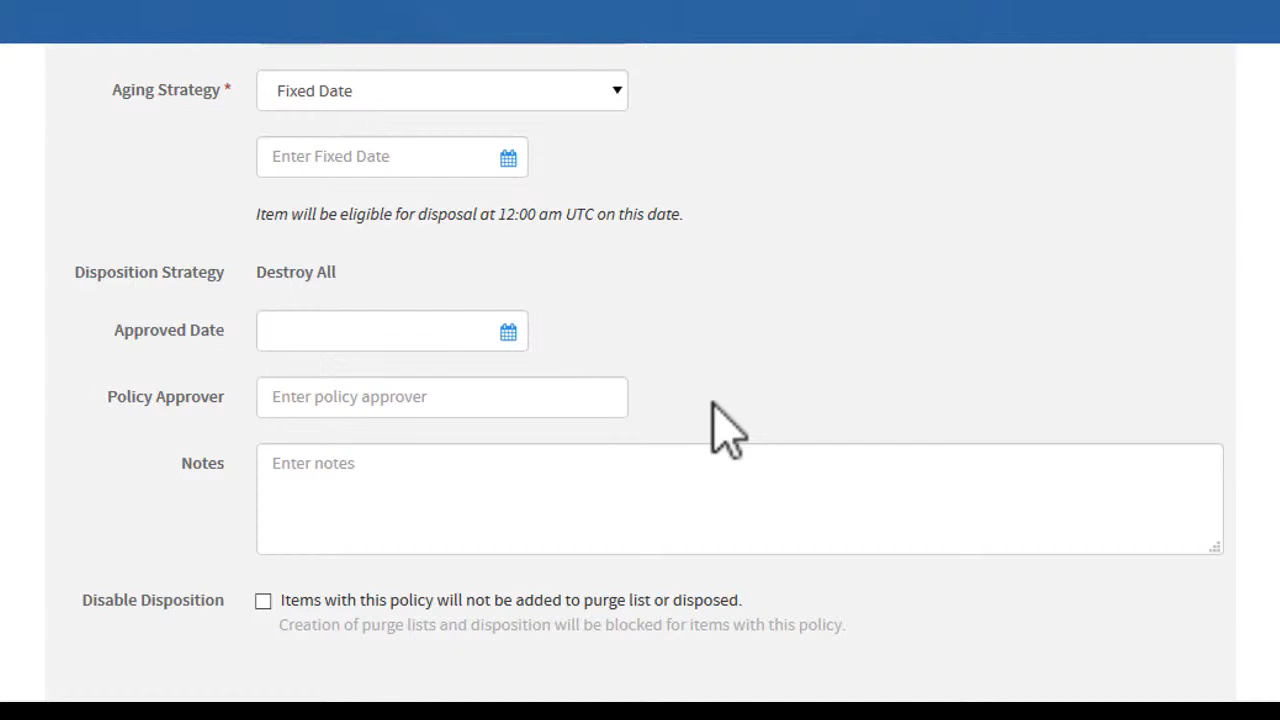 Aging Strategy * Fixed Date
Enter Fixed Date
Item will be eligible for disposal at 12:00 am UTC on this date.
Disposition Strategy Destroy All
Approved Date
Policy Approver Enter policy approver
Notes Enter notes
Disable Disposition Items with this policy will not be added to purge list or disposed.
Creation of purge lists and disposition will be blocked for items with this policy.